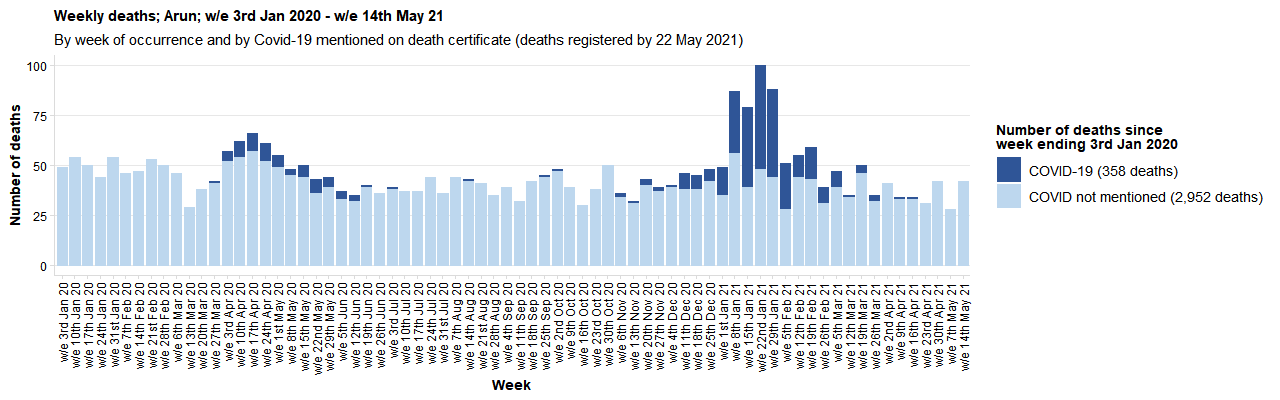 Weekly deaths; Arun; w/e 3rd Jan 2020 - w/e 14th May 21
By week of occurrence and by Covid-19 mentioned on death certificate (deaths registered by 22 May 2021)
100
75
50
25
0
Number of deaths
w/e 3rd Jan 20
w/e 10th Jan 20
w/e 17th Jan 20
w/e 24th Jan 20
w/e 31st Jan 20
w/e 7th Feb 20
w/e 14th Feb 20
w/e 21st Feb 20
w/e 28th Feb 20
w/e 6th Mar 20
w/e 13th Mar 20
w/e 20th Mar 20
w/e 27th Mar 20
w/e 3rd Apr 20
w/e 10th Apr 20
w/e 17th Apr 20
w/e 24th Apr 20
w/e 1st May 20
w/e 8th May 20
w/e 15th May 20
w/e 22nd May 20
w/e 29th May 20
w/e 5th Jun 20
w/e 12th Jun 20
w/e 19th Jun 20
w/e 26th Jun 20
w/e 3rd Jul 20
w/e 10th Jul 20
w/e 17th Jul 20
w/e 24th Jul 20
w/e 31st Jul 20
w/e 7th Aug 20
w/e 14th Aug 20
w/e 21st Aug 20
w/e 28th Aug 20
w/e 4th Sep 20
w/e 11th Sep 20
w/e 18th Sep 20
w/e 25th Sep 20
w/e 2nd Oct 20
w/e 9th Oct 20
w/e 16th Oct 20
w/e 23rd Oct 20
w/e 30th Oct 20
w/e 6th Nov 20
w/e 13th Nov 20
w/e 20th Nov 20
w/e 27th Nov 20
w/e 4th Dec 20
w/e 11th Dec 20
w/e 18th Dec 20
w/e 25th Dec 20
w/e 1st Jan 21
w/e 8th Jan 21
w/e 15th Jan 21
w/e 22nd Jan 21
w/e 29th Jan 21
w/e 5th Feb 21
w/e 12th Feb 21
w/e 19th Feb 21
w/e 26th Feb 21
w/e 5th Mar 21
w/e 12th Mar 21
w/e 19th Mar 21
w/e 26th Mar 21
w/e 2nd Apr 21
w/e 9th Apr 21
w/e 16th Apr 21
w/e 23rd Apr 21
w/e 30th Apr 21
w/e 7th May 21
w/e 14th May 21
Week
Number of deaths since
week ending 3rd Jan 2020
COVID-19 (358 deaths)
COVID not mentioned (2,952 deaths)